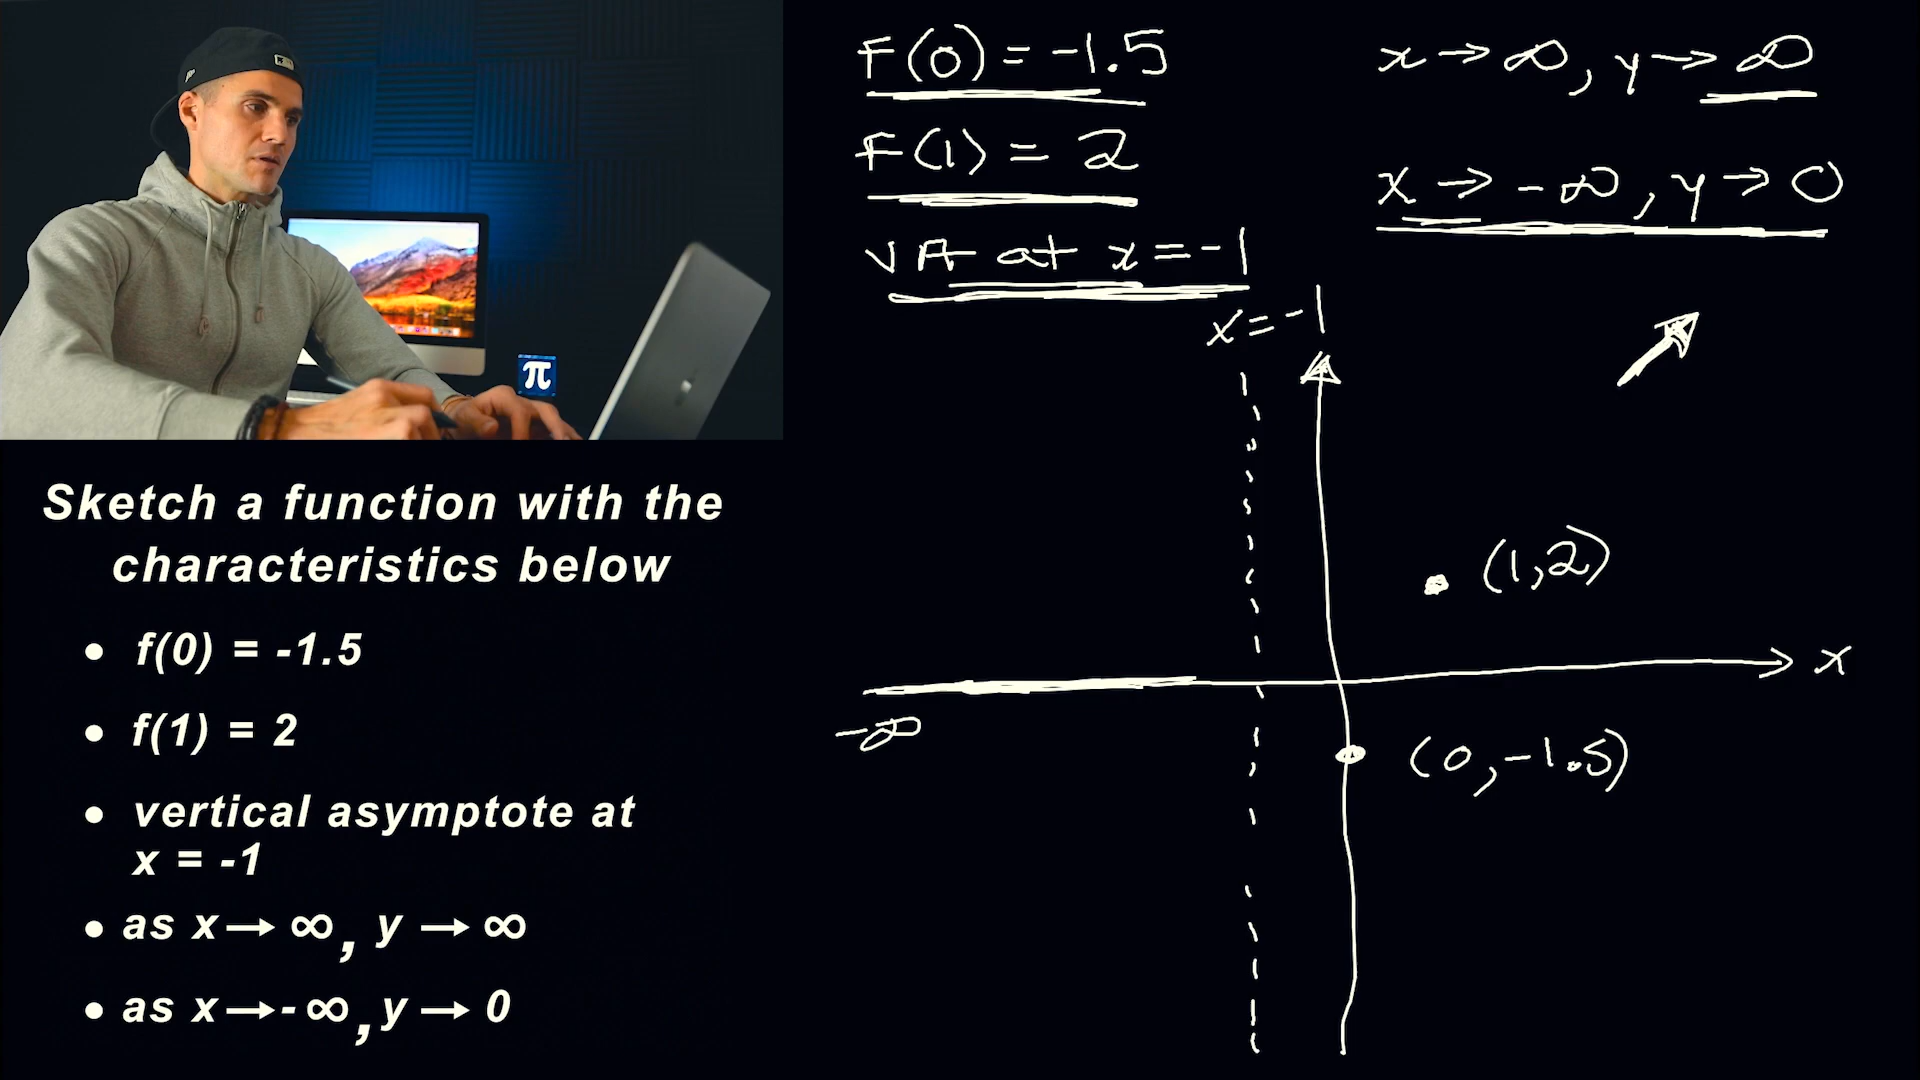 F(0) = -1.5
x → ∞, y → ∞
F(1) = 2
x → -∞, y → 0
VA at x = -1
x = -1
π
Sketch a function with the
characteristics below
• f(0) = -1.5
• f(1) = 2
• vertical asymptote at
x = -1
• as x → ∞, y → ∞
• as x → -∞, y → 0
(1,2)
x
-∞
(0,-1.5)